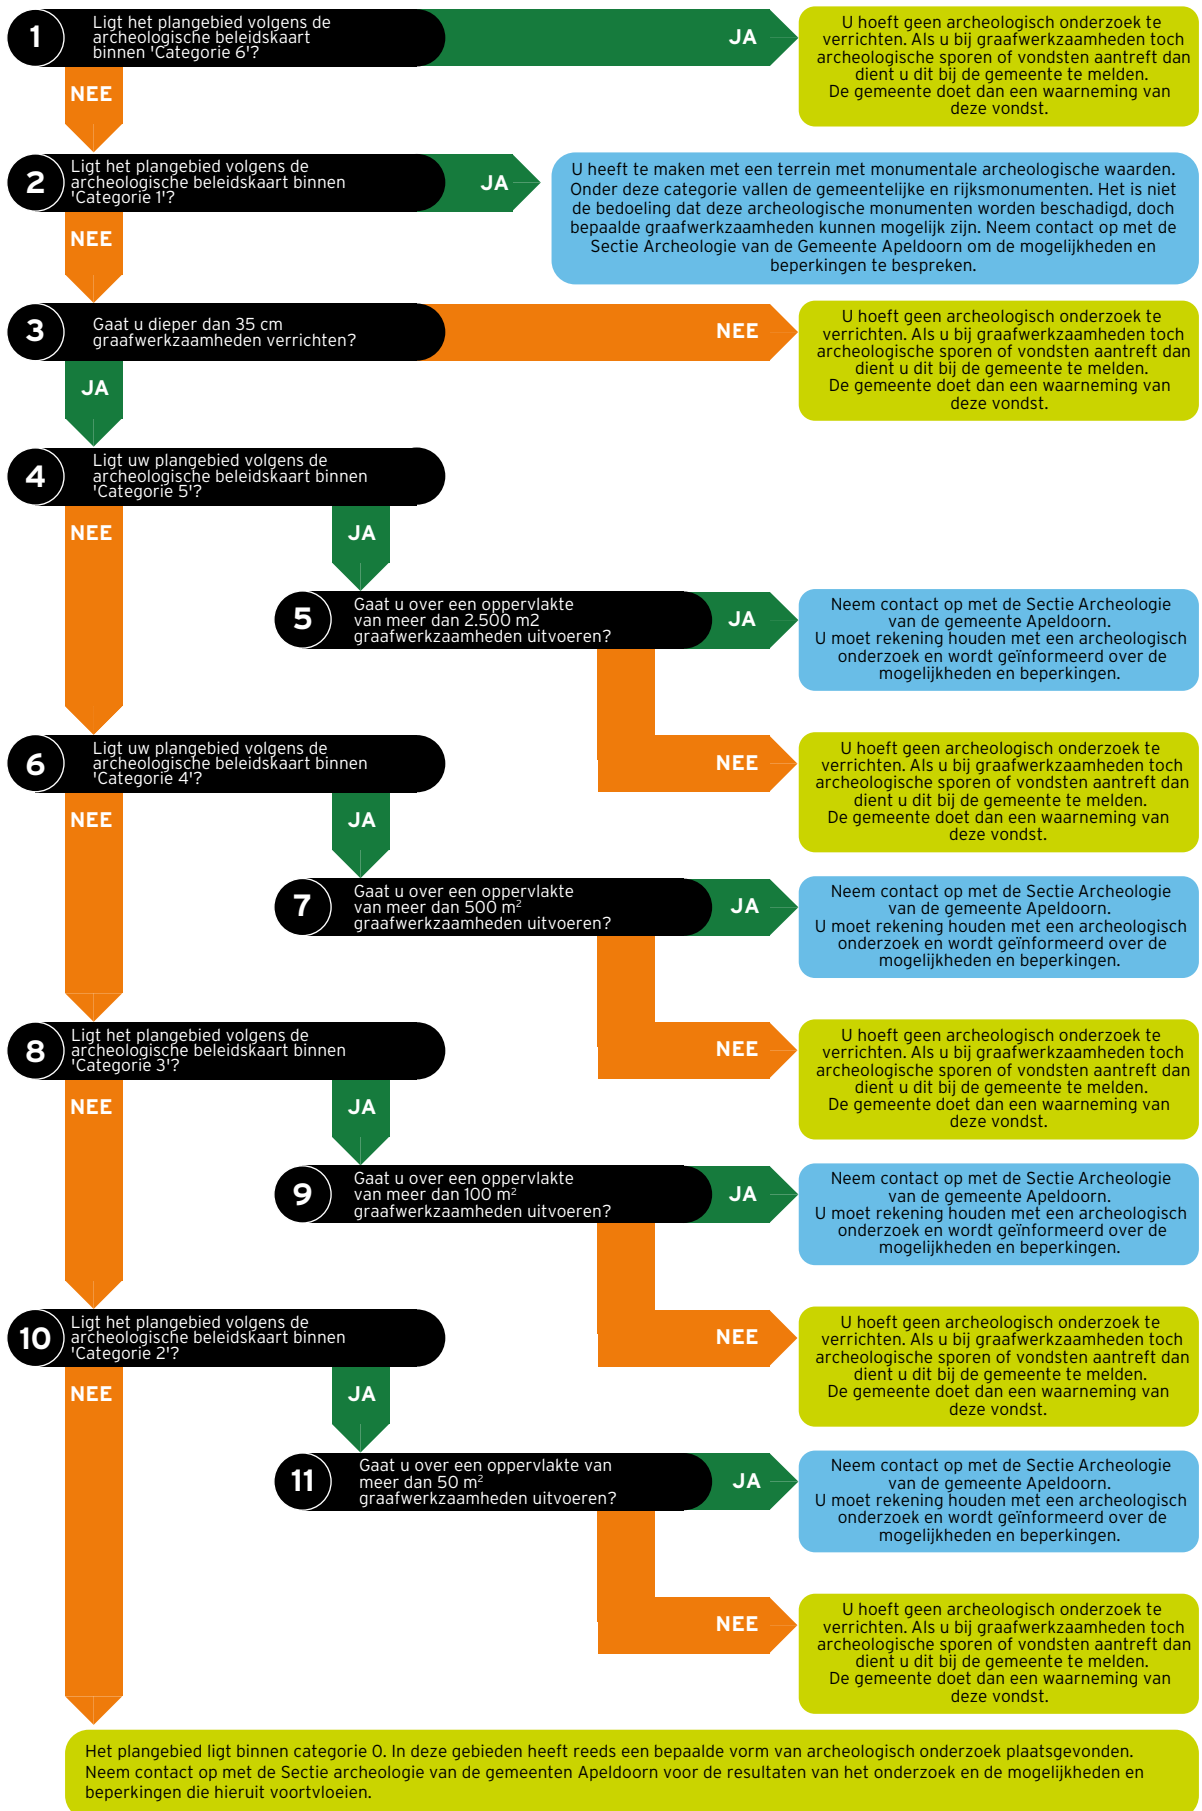 1
Ligt het plangebied volgens de
archeologische beleidskaart
binnen 'Categorie 6'?
JA
U hoeft geen archeologisch onderzoek te
verrichten. Als u bij graafwerkzaamheden toch
archeologische sporen of vondsten aantreft dan
dient u dit bij de gemeente te melden.
De gemeente doet dan een waarneming van
deze vondst.
NEE
2
Ligt het plangebied volgens de
archeologische beleidskaart binnen
'Categorie 1'?
JA
U heeft te maken met een terrein met monumentale archeologische waarden.
Onder deze categorie vallen de gemeentelijke en rijksmonumenten. Het is niet
de bedoeling dat deze archeologische monumenten worden beschadigd, doch
bepaalde graafwerkzaamheden kunnen mogelijk zijn. Neem contact op met de
Sectie Archeologie van de Gemeente Apeldoorn om de mogelijkheden en
beperkingen te bespreken.
NEE
3
Gaat u dieper dan 35 cm
graafwerkzaamheden verrichten?
NEE
U hoeft geen archeologisch onderzoek te
verrichten. Als u bij graafwerkzaamheden toch
archeologische sporen of vondsten aantreft dan
dient u dit bij de gemeente te melden.
De gemeente doet dan een waarneming van
deze vondst.
JA
4
Ligt uw plangebied volgens de
archeologische beleidskaart binnen
'Categorie 5'?
NEE
JA
5
Gaat u over een oppervlakte
van meer dan 2.500 m2
graafwerkzaamheden uitvoeren?
JA
Neem contact op met de Sectie Archeologie
van de gemeente Apeldoorn.
U moet rekening houden met een archeologisch
onderzoek en wordt geïnformeerd over de
mogelijkheden en beperkingen.
6
Ligt uw plangebied volgens de
archeologische beleidskaart binnen
'Categorie 4'?
NEE
U hoeft geen archeologisch onderzoek te
verrichten. Als u bij graafwerkzaamheden toch
archeologische sporen of vondsten aantreft dan
dient u dit bij de gemeente te melden.
De gemeente doet dan een waarneming van
deze vondst.
NEE
JA
7
Gaat u over een oppervlakte
van meer dan 500 m²
graafwerkzaamheden uitvoeren?
JA
Neem contact op met de Sectie Archeologie
van de gemeente Apeldoorn.
U moet rekening houden met een archeologisch
onderzoek en wordt geïnformeerd over de
mogelijkheden en beperkingen.
8
Ligt het plangebied volgens de
archeologische beleidskaart binnen
'Categorie 3'?
NEE
U hoeft geen archeologisch onderzoek te
verrichten. Als u bij graafwerkzaamheden toch
archeologische sporen of vondsten aantreft dan
dient u dit bij de gemeente te melden.
De gemeente doet dan een waarneming van
deze vondst.
NEE
JA
9
Gaat u over een oppervlakte
van meer dan 100 m²
graafwerkzaamheden uitvoeren?
JA
Neem contact op met de Sectie Archeologie
van de gemeente Apeldoorn.
U moet rekening houden met een archeologisch
onderzoek en wordt geïnformeerd over de
mogelijkheden en beperkingen.
10
Ligt het plangebied volgens de
archeologische beleidskaart binnen
'Categorie 2'?
NEE
U hoeft geen archeologisch onderzoek te
verrichten. Als u bij graafwerkzaamheden toch
archeologische sporen of vondsten aantreft dan
dient u dit bij de gemeente te melden.
De gemeente doet dan een waarneming van
deze vondst.
NEE
JA
11
Gaat u over een oppervlakte van
meer dan 50 m²
graafwerkzaamheden uitvoeren?
JA
Neem contact op met de Sectie Archeologie
van de gemeente Apeldoorn.
U moet rekening houden met een archeologisch
onderzoek en wordt geïnformeerd over de
mogelijkheden en beperkingen.
NEE
U hoeft geen archeologisch onderzoek te
verrichten. Als u bij graafwerkzaamheden toch
archeologische sporen of vondsten aantreft dan
dient u dit bij de gemeente te melden.
De gemeente doet dan een waarneming van
deze vondst.
Het plangebied ligt binnen categorie 0. In deze gebieden heeft reeds een bepaalde vorm van archeologisch onderzoek plaatsgevonden.
Neem contact op met de Sectie archeologie van de gemeenten Apeldoorn voor de resultaten van het onderzoek en de mogelijkheden en
beperkingen die hieruit voortvloeien.